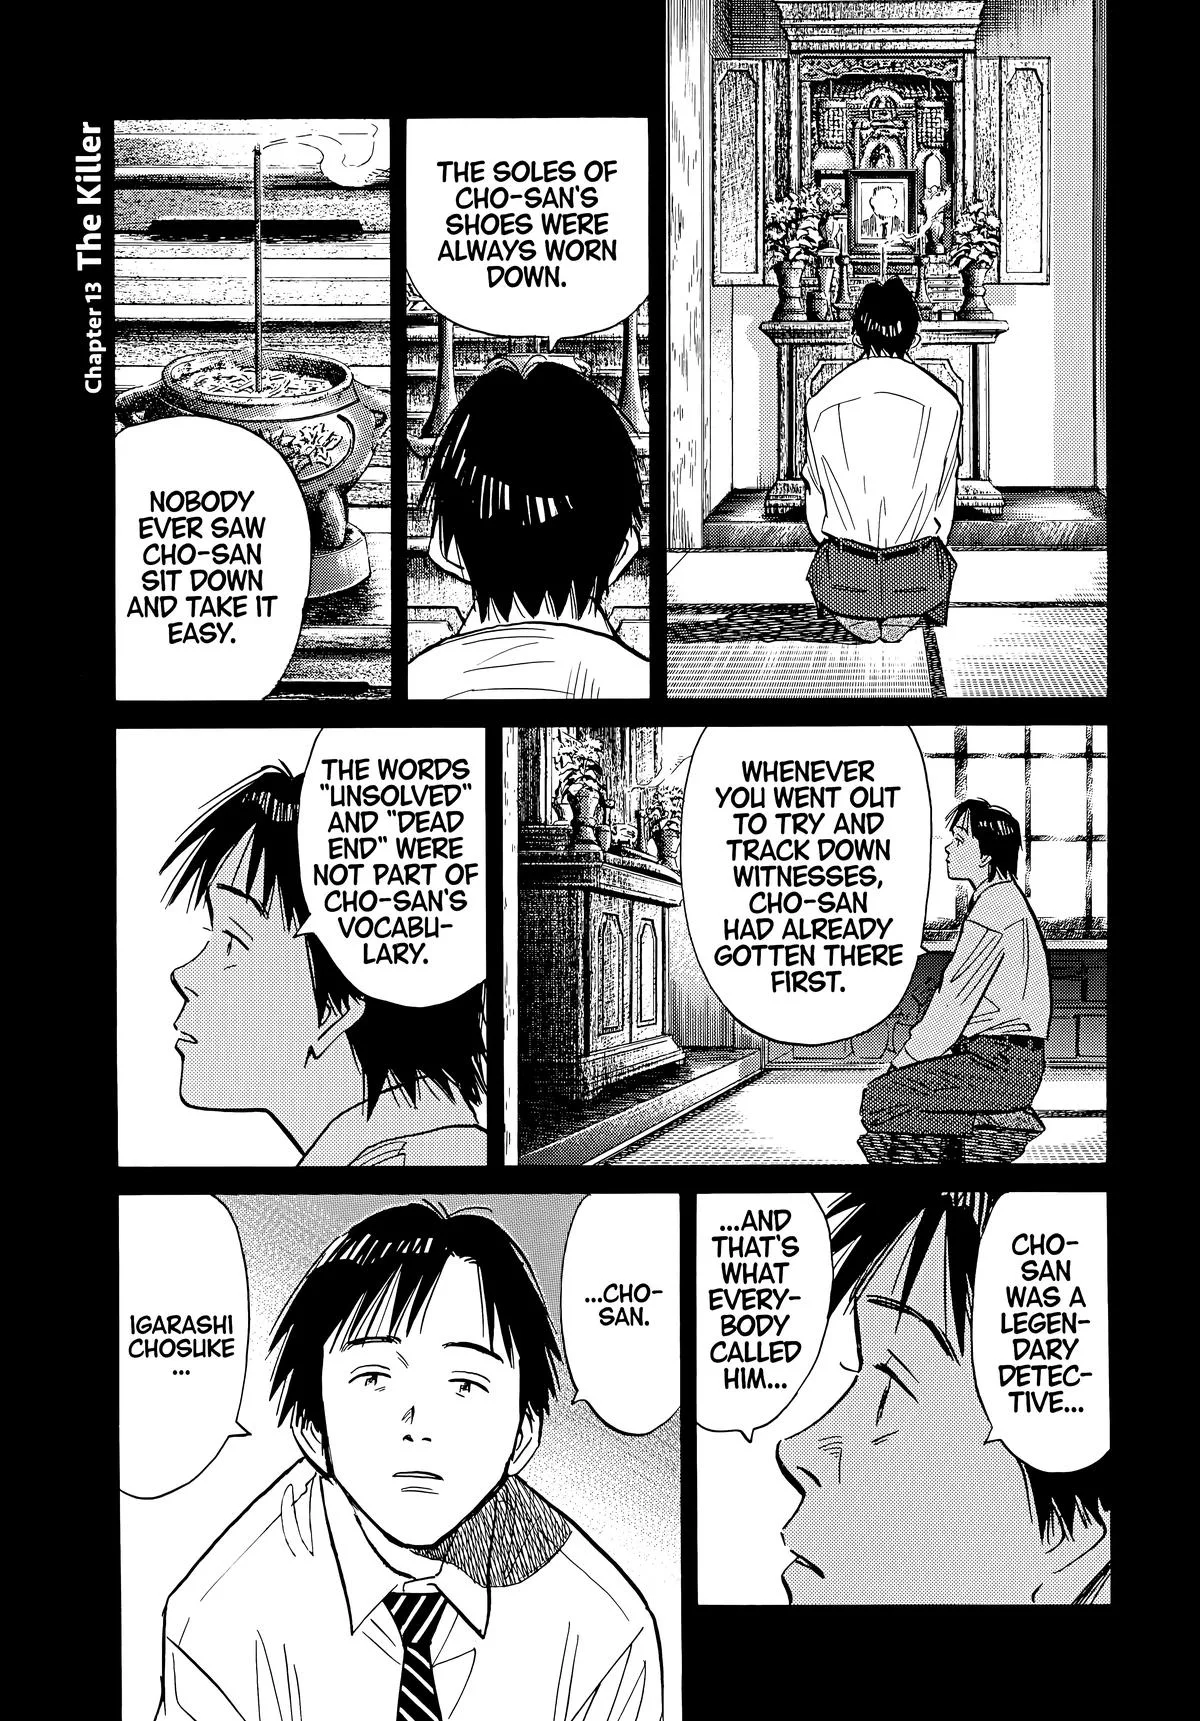 Chapter 13 The Killer
THE SOLES OF
CHO-SAN'S
SHOES WERE
ALWAYS WORN
DOWN.
NOBODY
EVER SAW
CHO-SAN
SIT DOWN
AND TAKE IT
EASY.
WHENEVER
YOU WENT OUT
TO TRY AND
TRACK DOWN
WITNESSES,
CHO-SAN
HAD ALREADY
GOTTEN THERE
FIRST.
THE WORDS
"UNSOLVED"
AND "DEAD
END" WERE
NOT PART OF
CHO-SAN'S
VOCABU-
LARY.
CHO-
SAN
WAS A
LEGEN-
DARY
DETEC-
TIVE...
...AND
THAT'S
WHAT
EVERY-
BODY
CALLED
HIM...
...CHO-
SAN.
IGARASHI
CHOSUKE
...